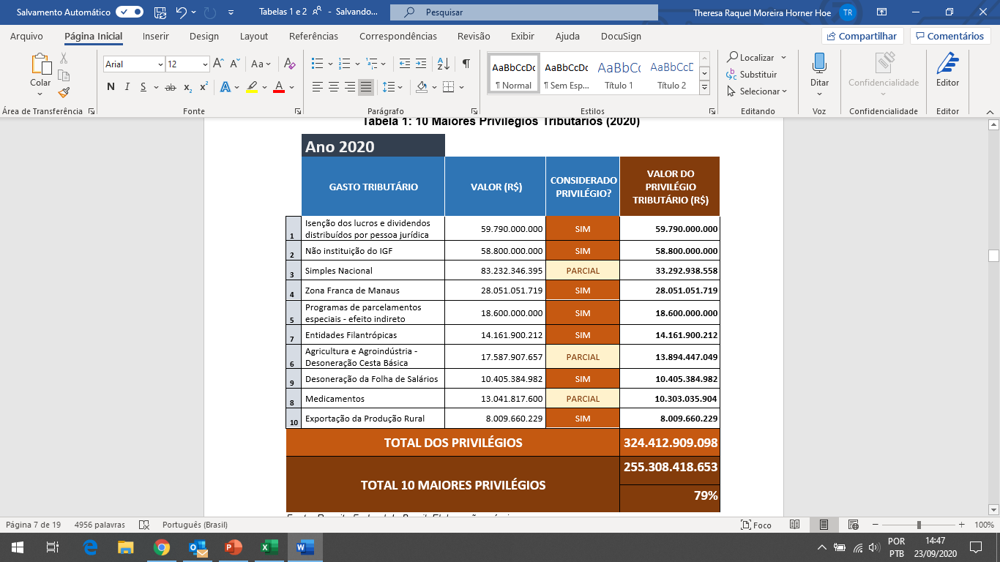 Salvamento Automático
Tabelas 1 e 2 - Salvando...
Pesquisar
Theresa Raquel Moreira Horner Hoe TR
Arquivo Página Inicial Inserir Design Layout Referências Correspondências Revisão Exibir Ajuda DocuSign Compartilhar Comentários
Colar
Arial 12
N I S ab x₂ x²
AaBbCcDc AaBbCcDc AaBbCc AaBbCcD
¶ Normal ¶ Sem Esp... Título 1 Título 2
Localizar
Substituir
Selecionar
Ditar
Confidencialidade
Editor
Área de Transferência Fonte Parágrafo Estilos Editando Voz Confidencialidade Editor
Tabela 1: 10 Maiores Privilégios Tributários (2020)
Ano 2020
GASTO TRIBUTÁRIO VALOR (R$) CONSIDERADO PRIVILÉGIO? VALOR DO PRIVILÉGIO TRIBUTÁRIO (R$)
1 Isenção dos lucros e dividendos distribuídos por pessoa jurídica 59.790.000.000 SIM 59.790.000.000
2 Não instituição do IGF 58.800.000.000 SIM 58.800.000.000
3 Simples Nacional 83.232.346.395 PARCIAL 33.292.938.558
4 Zona Franca de Manaus 28.051.051.719 SIM 28.051.051.719
5 Programas de parcelamentos especiais - efeito indireto 18.600.000.000 SIM 18.600.000.000
7 Entidades Filantrópicas 14.161.900.212 SIM 14.161.900.212
6 Agricultura e Agroindústria - Desoneração Cesta Básica 17.587.907.657 PARCIAL 13.894.447.049
9 Desoneração da Folha de Salários 10.405.384.982 SIM 10.405.384.982
8 Medicamentos 13.041.817.600 PARCIAL 10.303.035.904
10 Exportação da Produção Rural 8.009.660.229 SIM 8.009.660.229
TOTAL DOS PRIVILÉGIOS 324.412.909.098
TOTAL 10 MAIORES PRIVILÉGIOS 255.308.418.653
79%
Página 7 de 19 4956 palavras Português (Brasil) Foco 100%
POR
PTB
14:47
23/09/2020